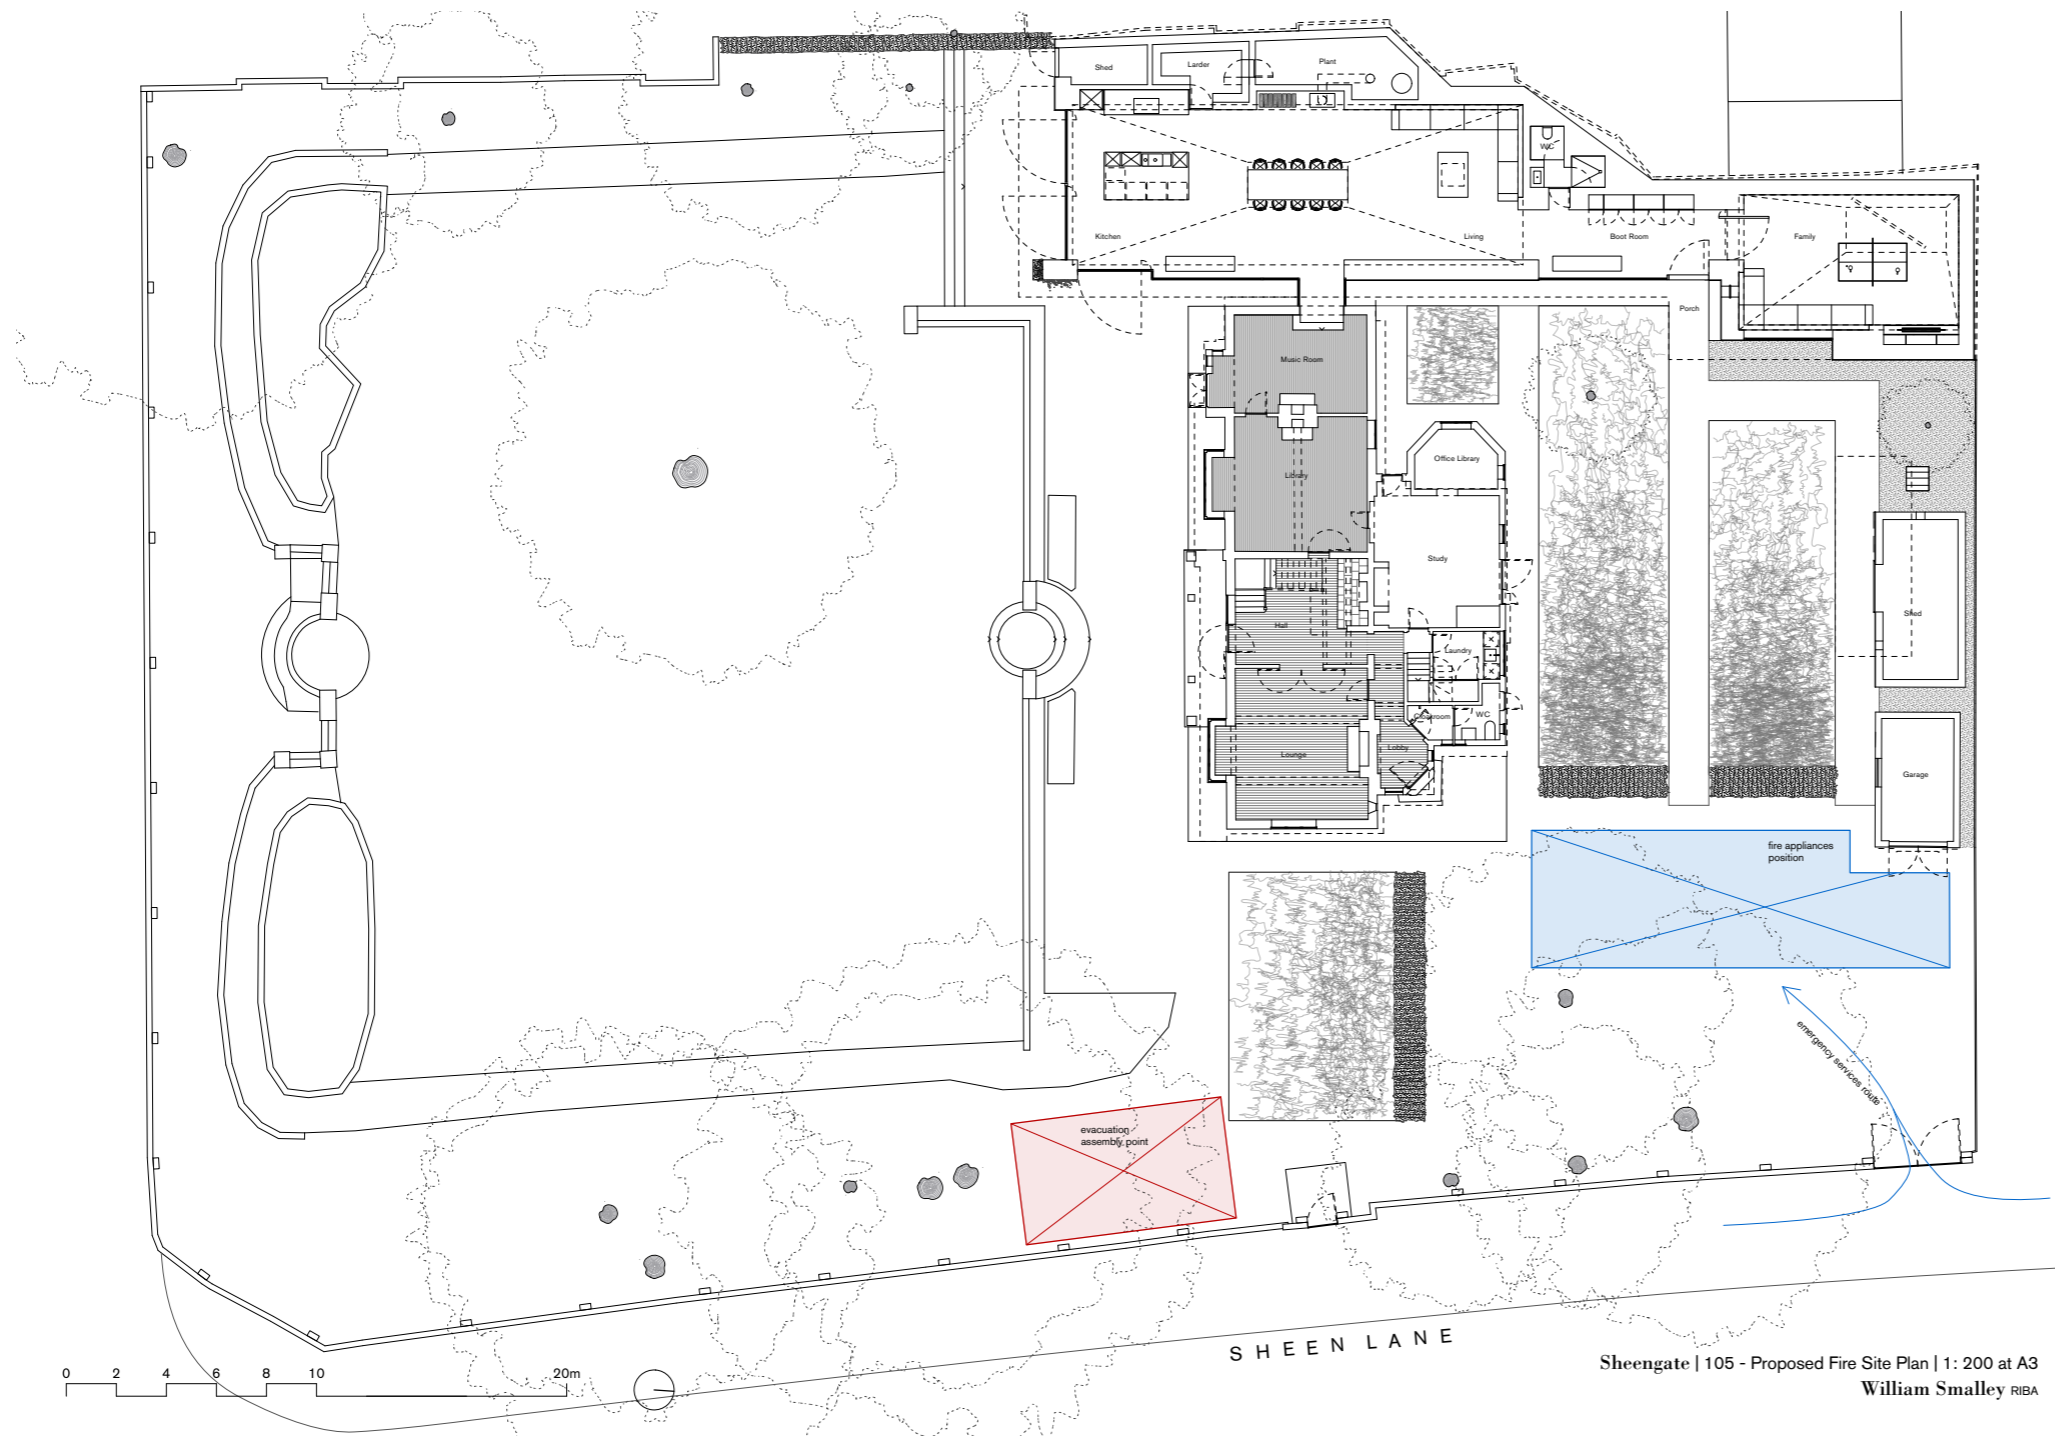 Shed
Larder
Plant
WC
Kitchen
Living
Boot Room
Family
Porch
Music Room
Office Library
Library
Study
Shed
Hall
Laundry
Cloakroom
WC
Lounge
Lobby
Garage
fire appliances
position
emergency services route
evacuation
assembly point
SHEEN LANE
0 2 4 6 8 10 20m
Sheengate | 105 - Proposed Fire Site Plan | 1: 200 at A3
William Smalley RIBA